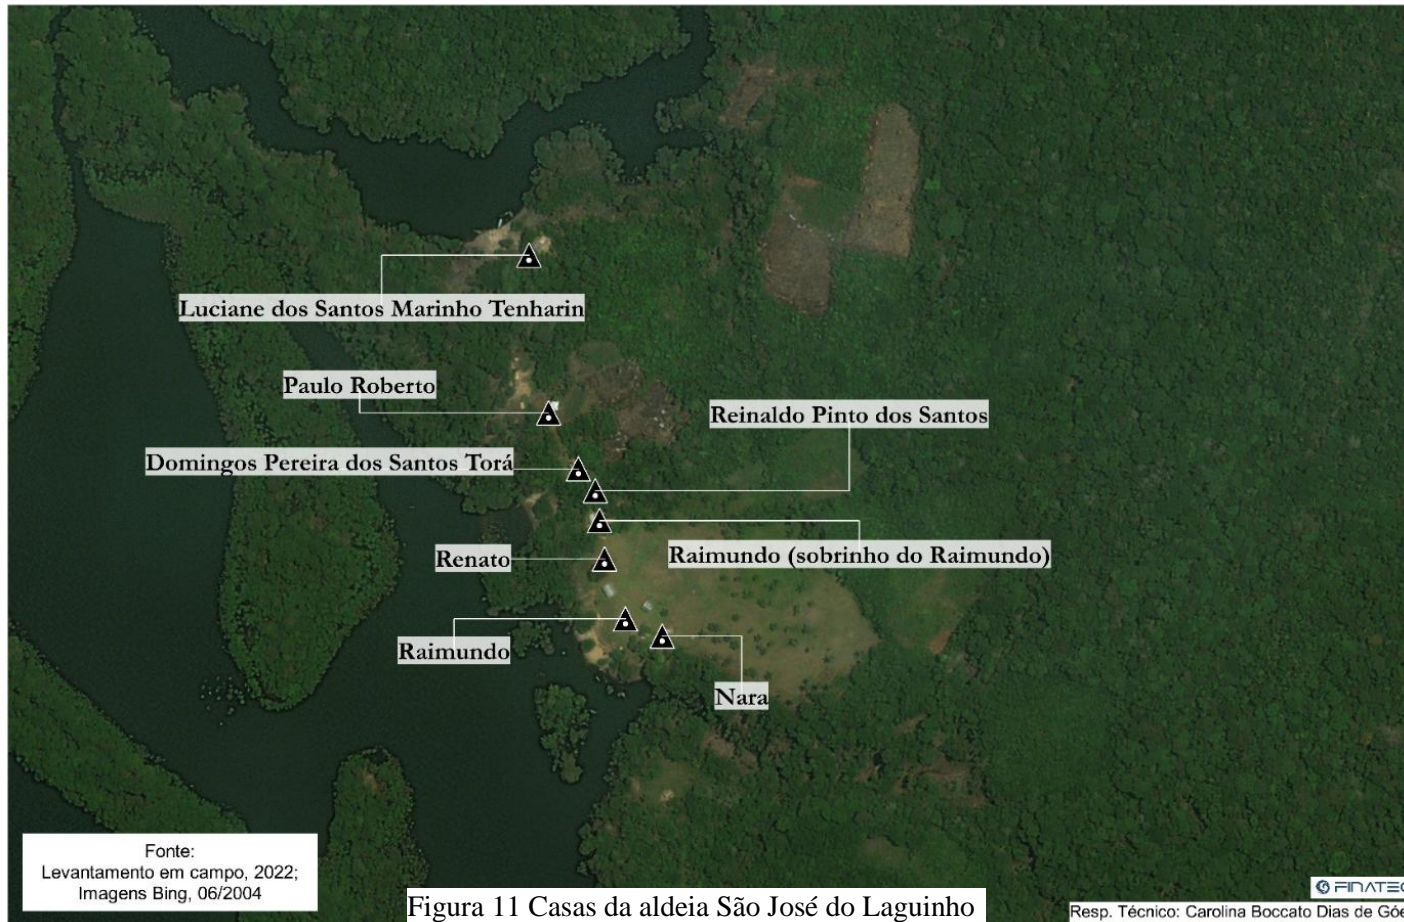 Luciane dos Santos Marinho Tenharin
Paulo Roberto
Reinaldo Pinto dos Santos
Domingos Pereira dos Santos Torá
Raimundo (sobrinho do Raimundo)
Renato
Raimundo
Nara
Fonte:
Levantamento em campo, 2022;
Imagens Bing, 06/2004
Figura 11 Casas da aldeia São José do Laguinho
FINATEC
Resp. Técnico: Carolina Boccato Dias de Gó